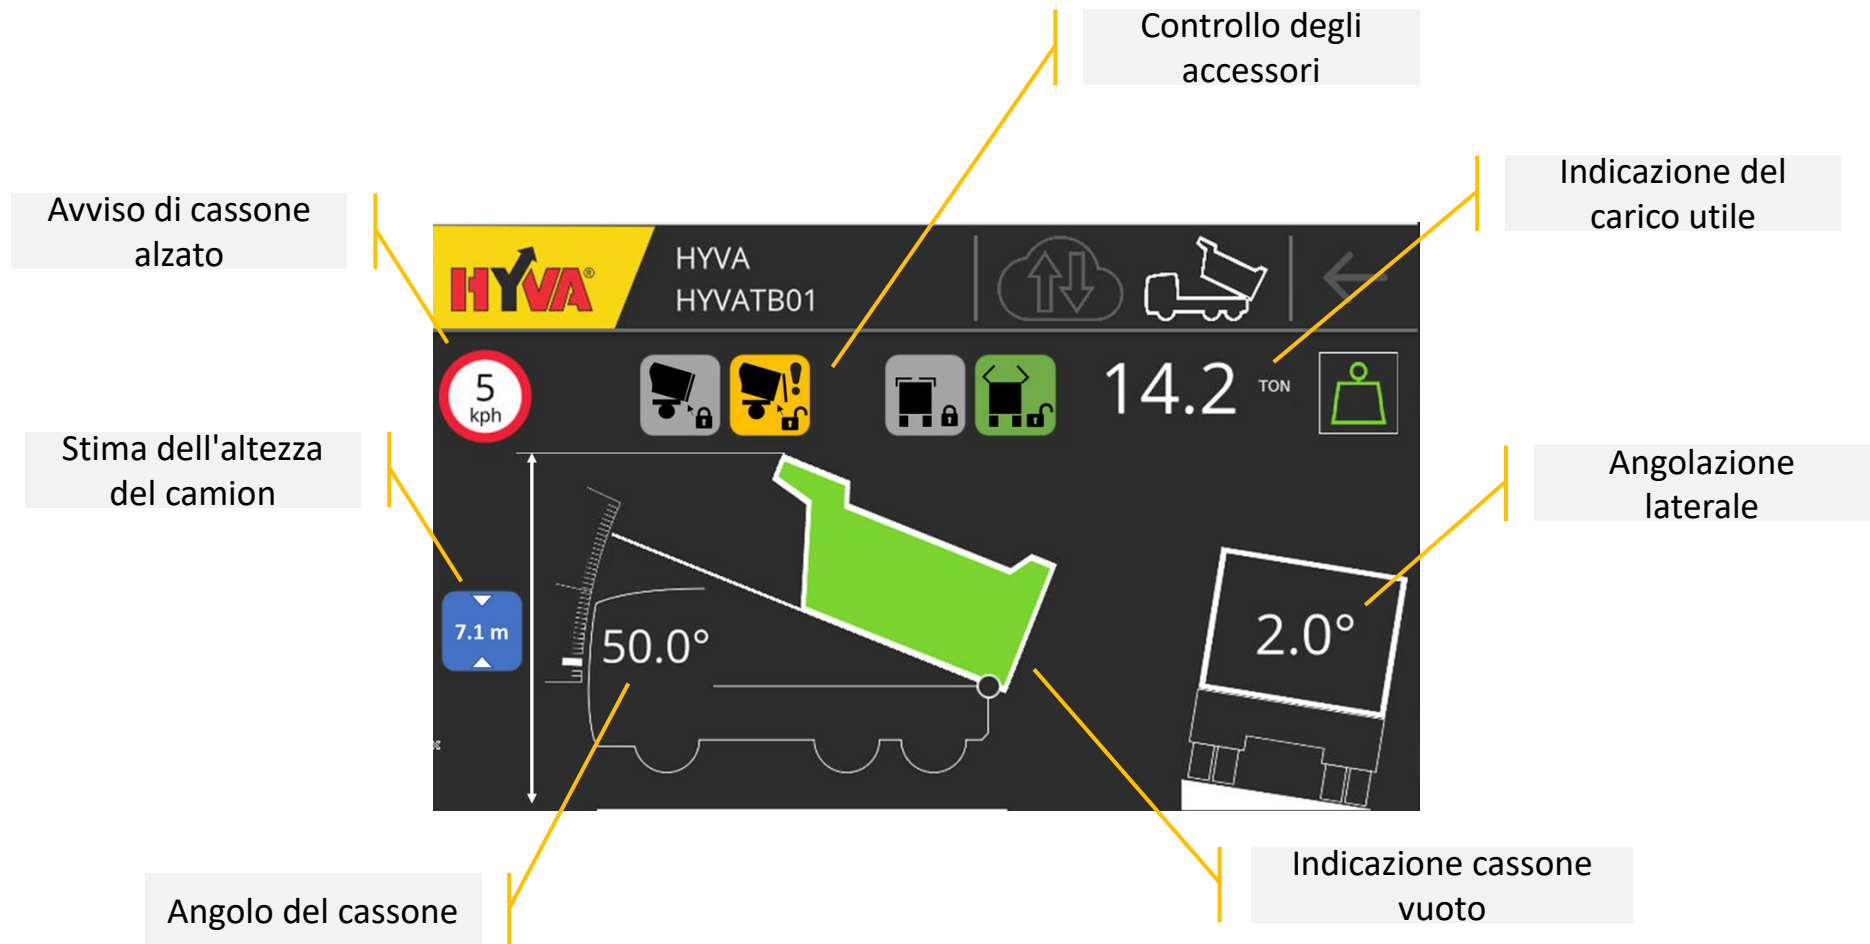 Controllo degli
accessori
Indicazione del
carico utile
Avviso di cassone
alzato
HYVA®
HYVA
HYVATB01
5
kph
14.2 TON
Stima dell'altezza
del camion
Angolazione
laterale
7.1 m
50.0°
2.0°
Indicazione cassone
vuoto
Angolo del cassone